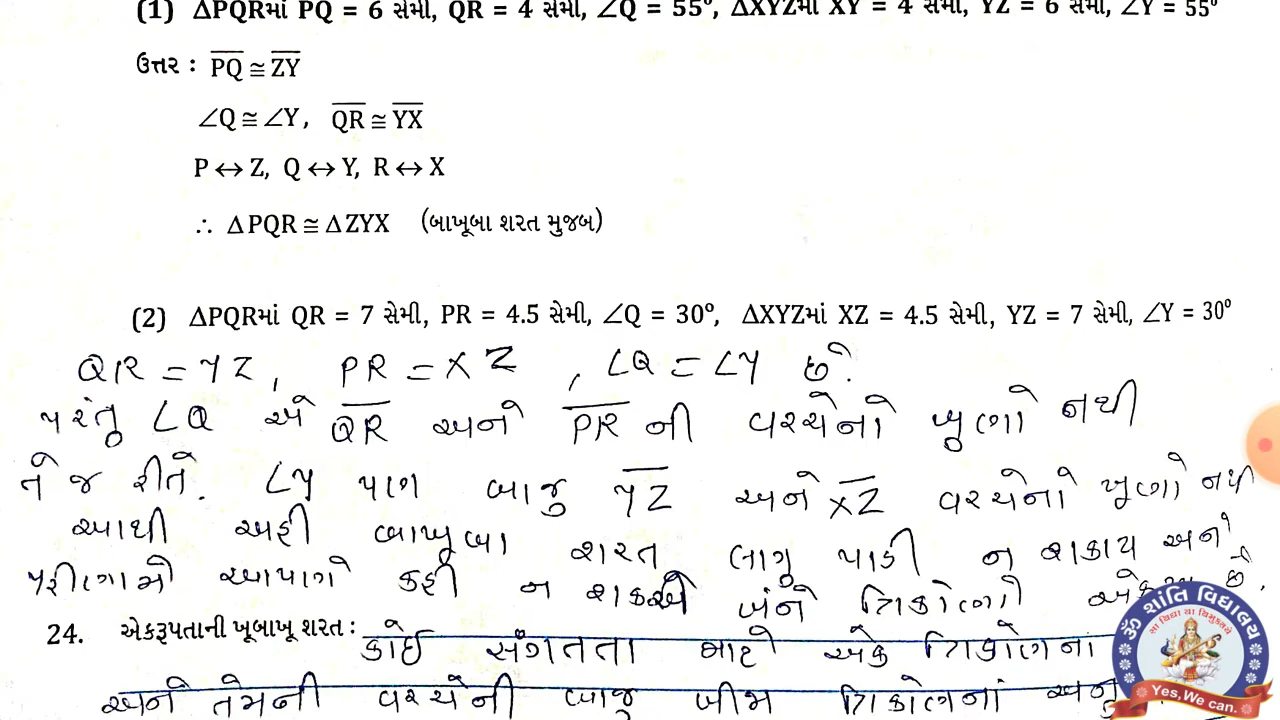 (1) ΔPQRમાં PQ = 6 સેમી, QR = 4 સેમી, ∠Q = 55°, ΔXYZમાં XY = 4 સેમી, YZ = 6 સેમી, ∠Y = 55°
ઉત્તર : PQ ≅ ZY
∠Q ≅ ∠Y, QR ≅ YX
P ↔ Z, Q ↔ Y, R ↔ X
∴ ΔPQR ≅ ΔZYX (બાખૂબા શરત મુજબ)
(2) ΔPQRમાં QR = 7 સેમી, PR = 4.5 સેમી, ∠Q = 30°, ΔXYZમાં XZ = 4.5 સેમી, YZ = 7 સેમી, ∠Y = 30°
QR = YZ, PR = XZ, ∠Q = ∠Y છે.
પરંતુ ∠Q એ QR અને PR ની વચ્ચેનો ખૂણો નથી
તે જ રીતે. ∠Y પણ બાજુ YZ અને XZ વચ્ચેનો ખૂણો નથી
આથી અહી બાખૂબા શરત લાગુ પાડી ન શકાય અને
પરીણામે આપણે કહી ન શકીએ બંને ત્રિકોણો છે.
24. એકરૂપતાની ખૂબાખૂ શરત : કોઈ સંગતતા માટે એક ત્રિકોણના
અને તેમની વચ્ચેની બાજુ બીજા ત્રિકોણનાં
ૐ શાંતિ વિદ્યાલય
સા વિદ્યા યા વિમુક્તયે
Yes, We can.